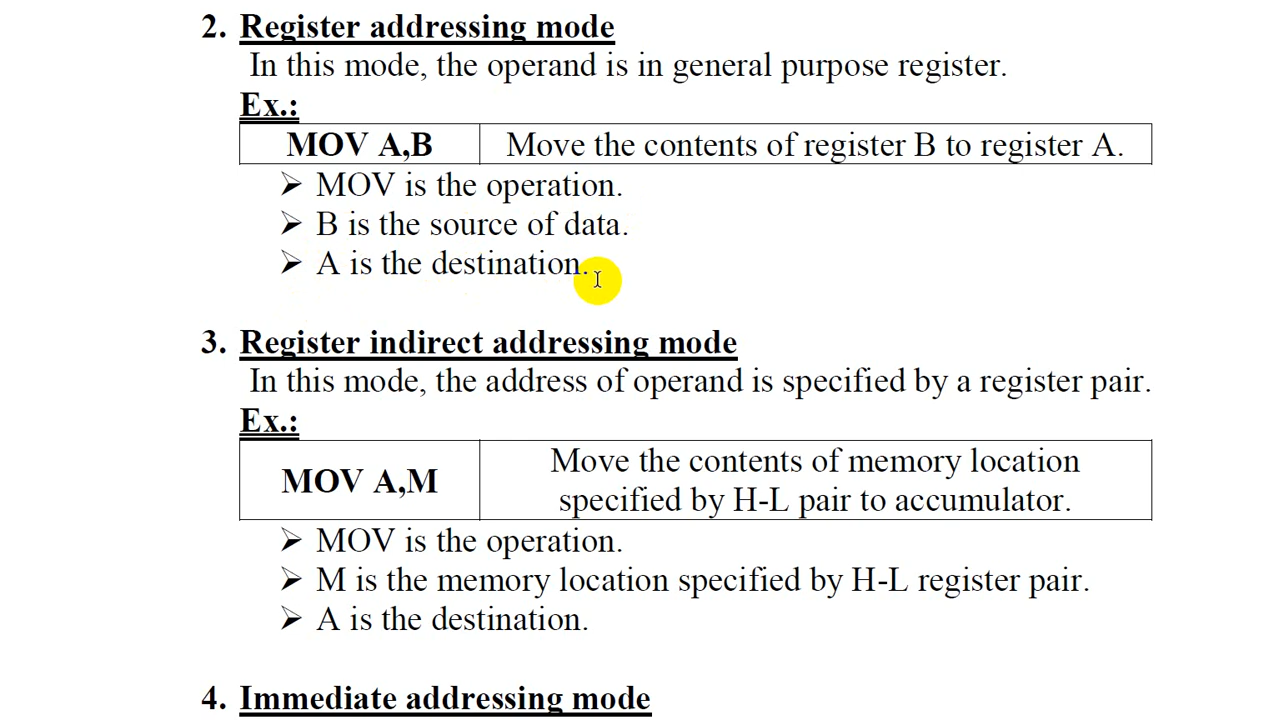 2. Register addressing mode
In this mode, the operand is in general purpose register.
Ex.:
MOV A,B Move the contents of register B to register A.
➢ MOV is the operation.
➢ B is the source of data.
➢ A is the destination.
3. Register indirect addressing mode
In this mode, the address of operand is specified by a register pair.
Ex.:
MOV A,M Move the contents of memory location
specified by H-L pair to accumulator.
➢ MOV is the operation.
➢ M is the memory location specified by H-L register pair.
➢ A is the destination.
4. Immediate addressing mode